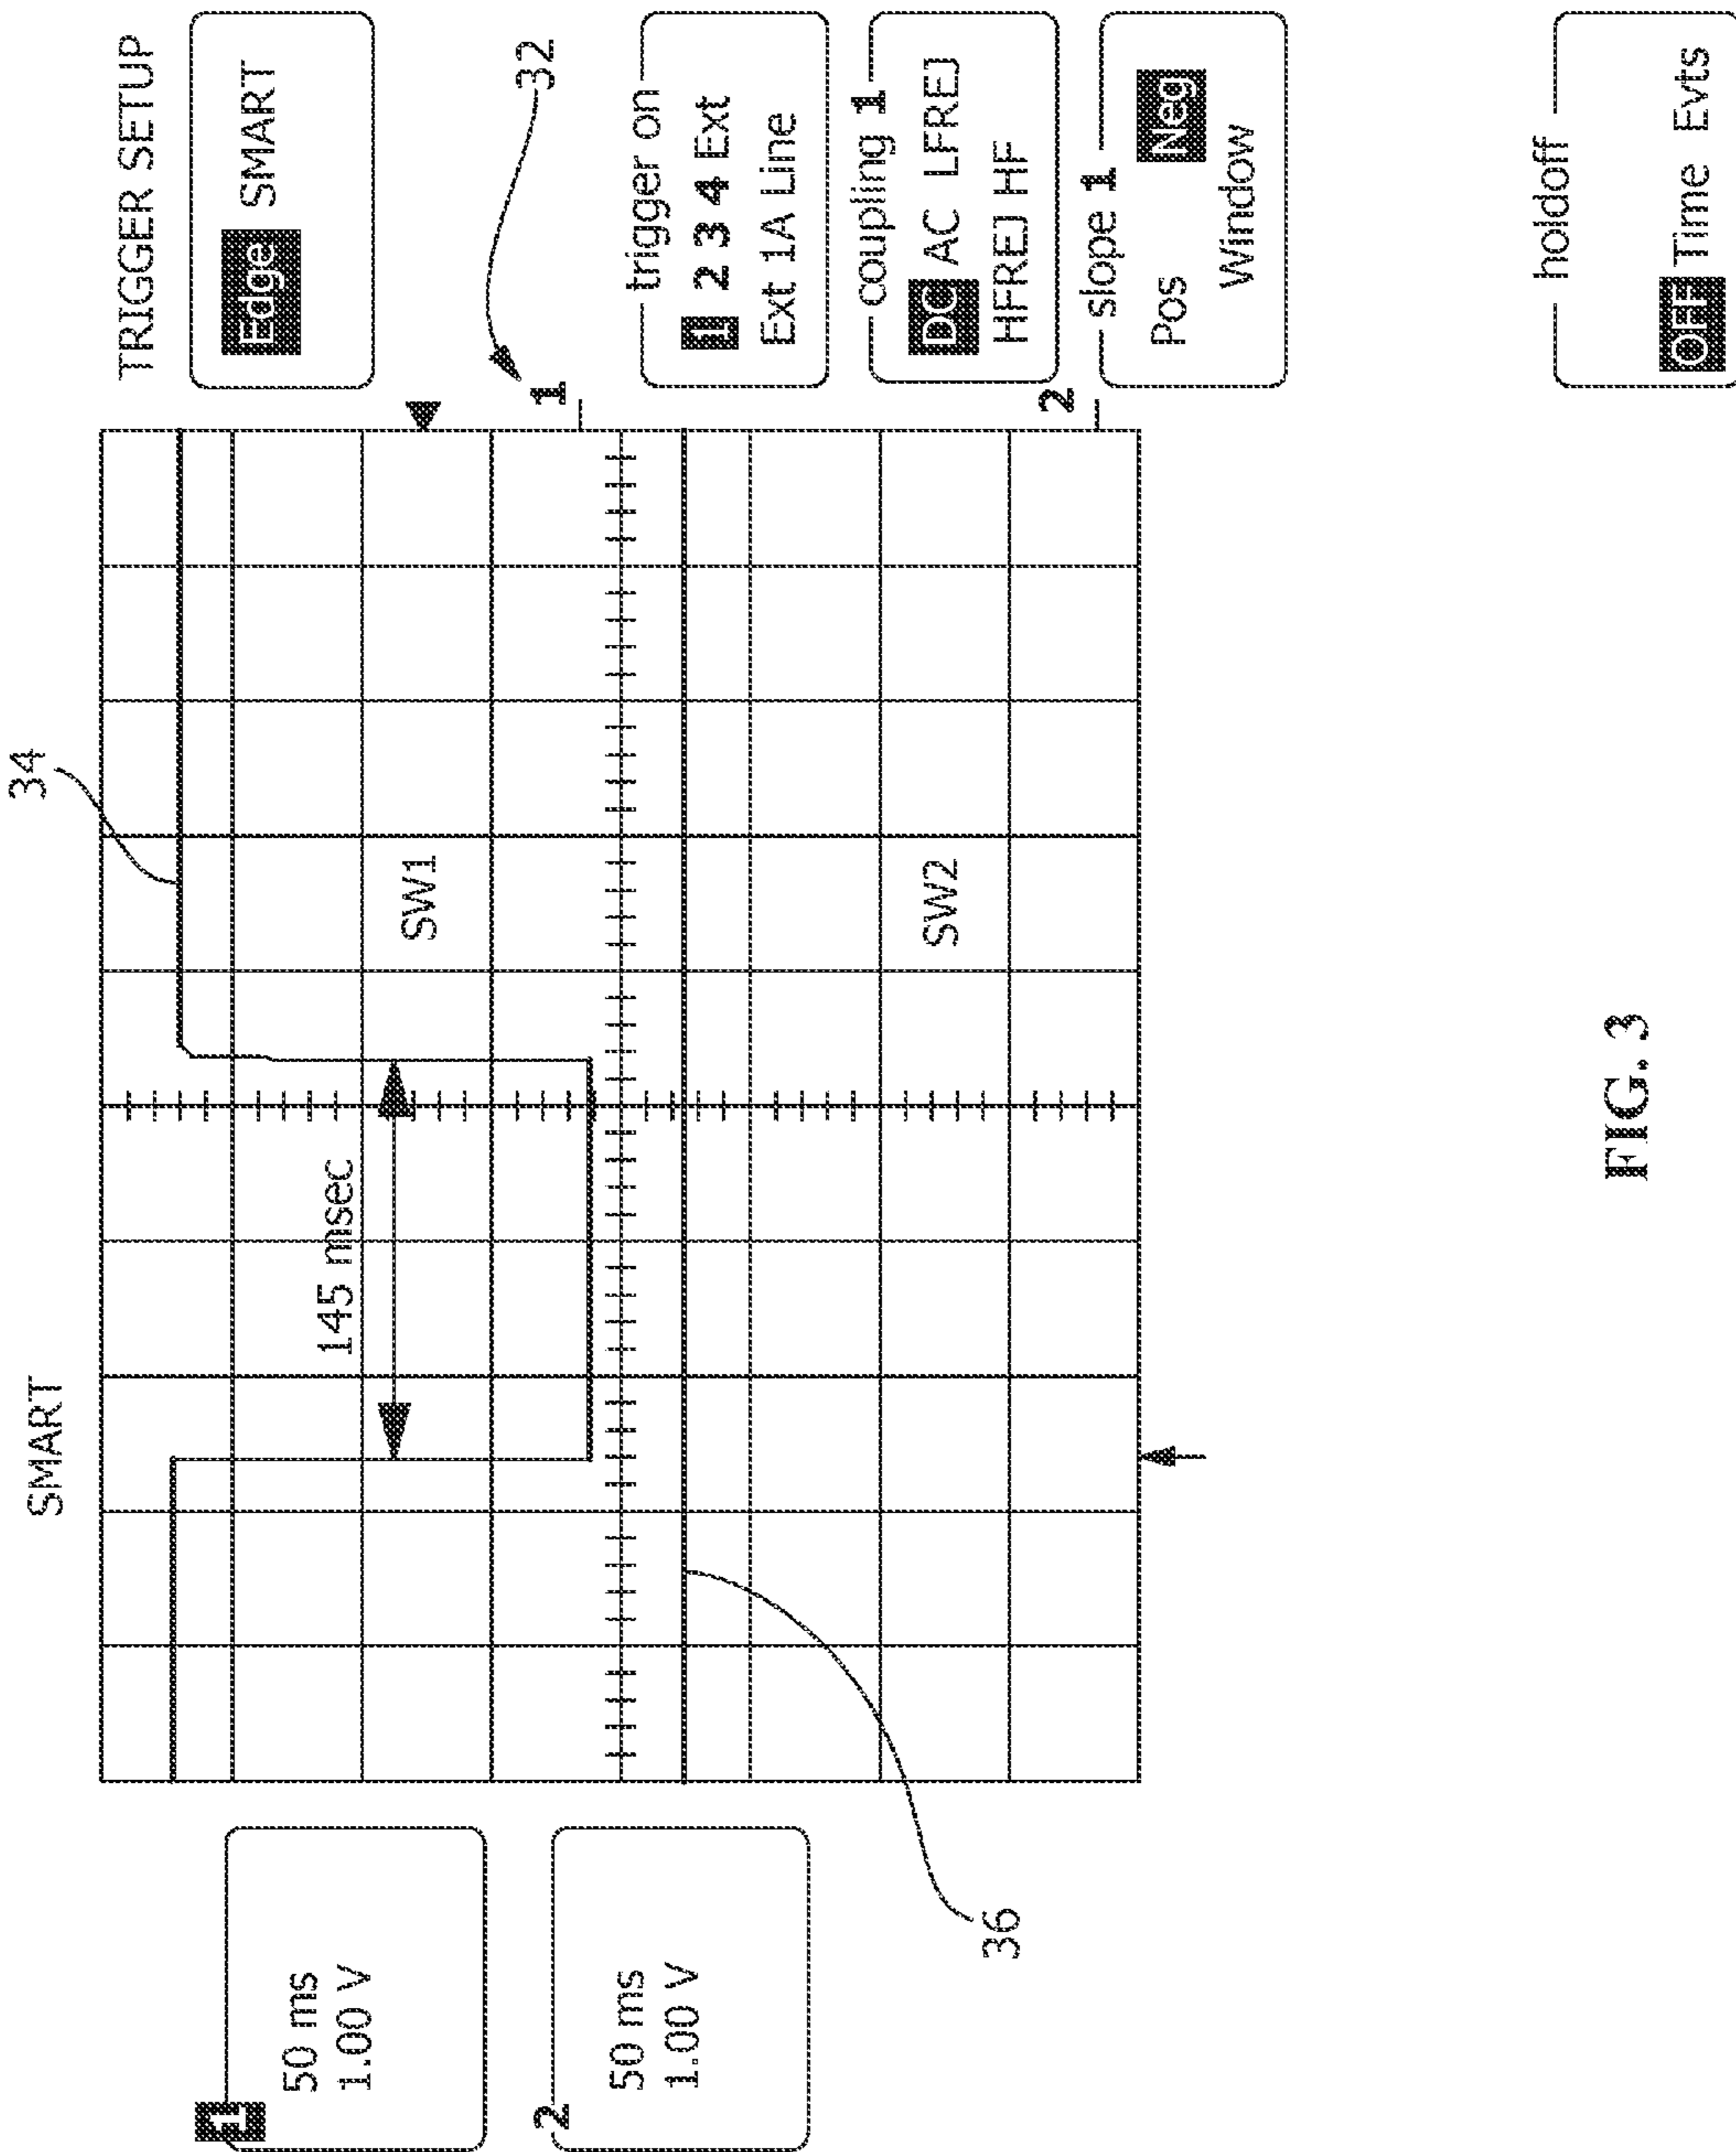 SMART
34
TRIGGER SETUP
Edge SMART
32
1
50 ms
1.00 V
145 msec
SW1
1
trigger on
1 2 3 4 Ext
Ext 1A Line
coupling 1
DC AC LFREJ
HFREJ HF
2
50 ms
1.00 V
36
SW2
2
slope 1
Pos Neg
Window
holdoff
OFF Time Evts
FIG. 3